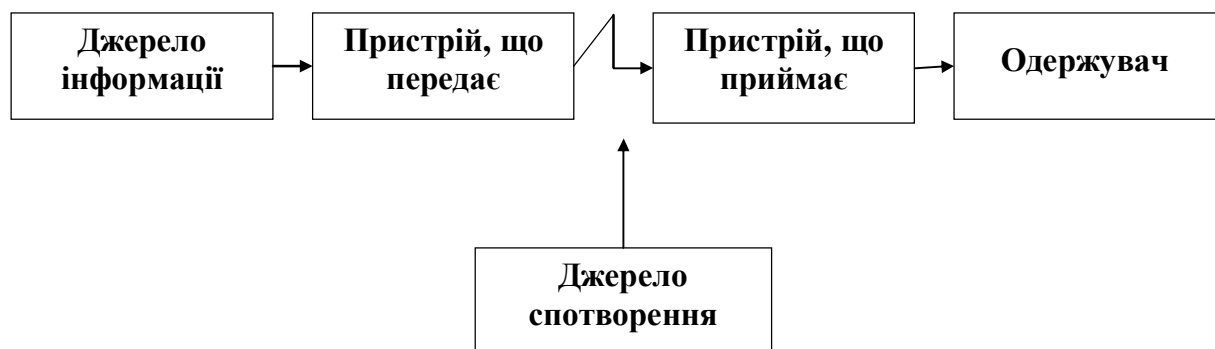 Джерело
інформації
Пристрій, що
передає
Пристрій, що
приймає
Одержувач
Джерело
спотворення